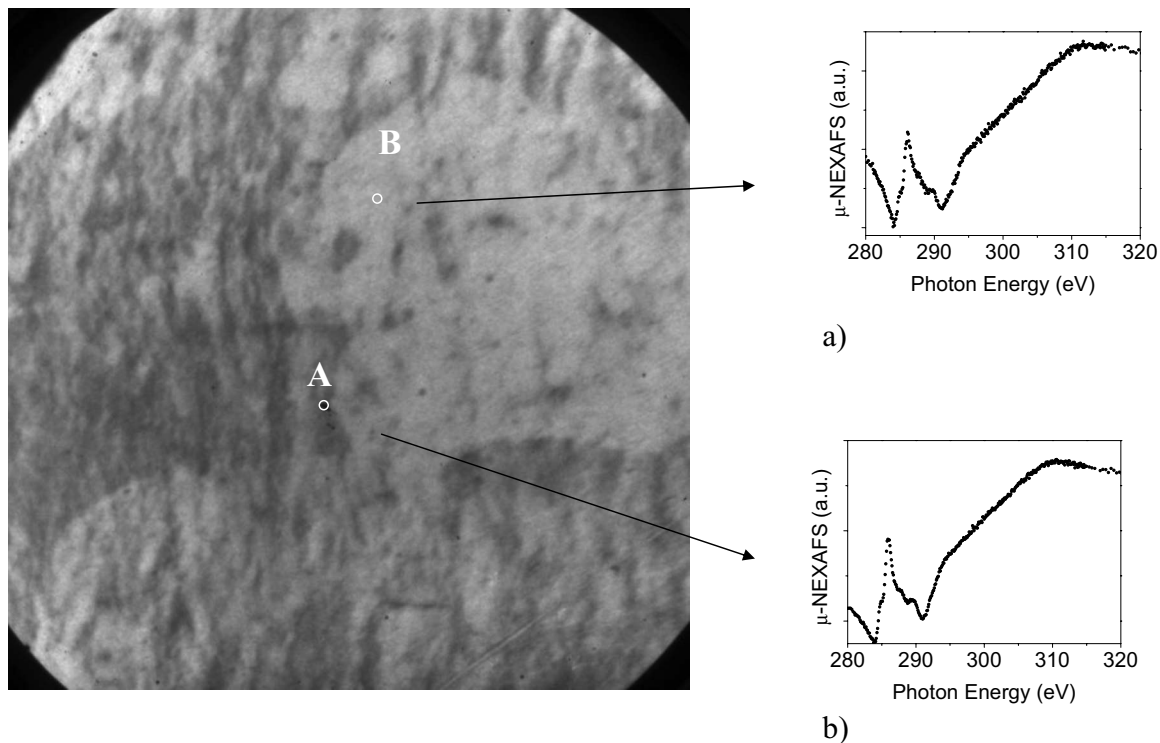 B
A
μ-NEXAFS (a.u.)
280 290 300 310 320
Photon Energy (eV)
a)
μ-NEXAFS (a.u.)
280 290 300 310 320
Photon Energy (eV)
b)